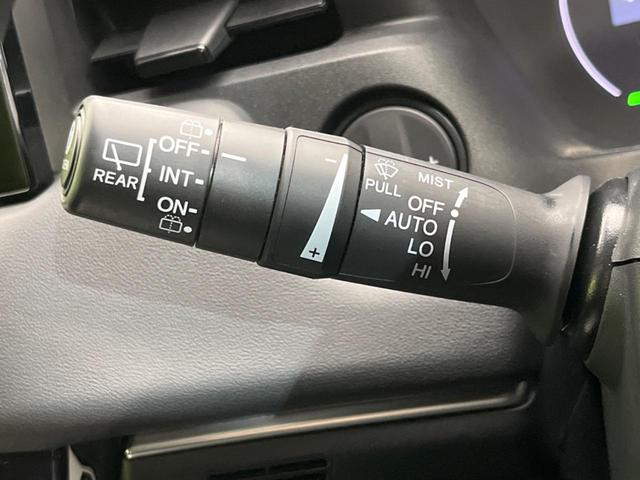 OFF
INT
ON
REAR
− +
PULL
MIST
OFF
AUTO
LO
HI